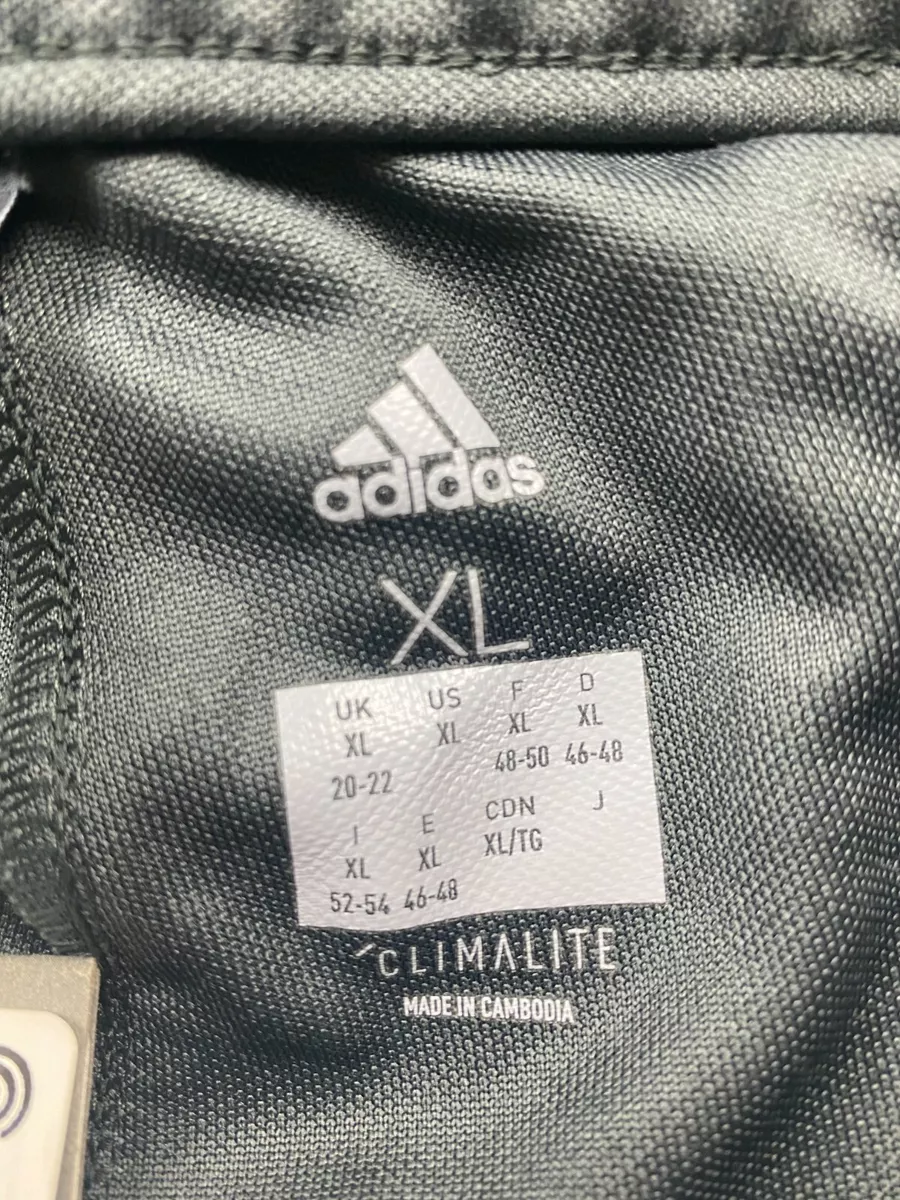 adidas
XL
UK US F D
XL XL XL XL
20-22 48-50 46-48
I E CDN J
XL XL XL/TG
52-54 46-48
CLIMALITE
MADE IN CAMBODIA